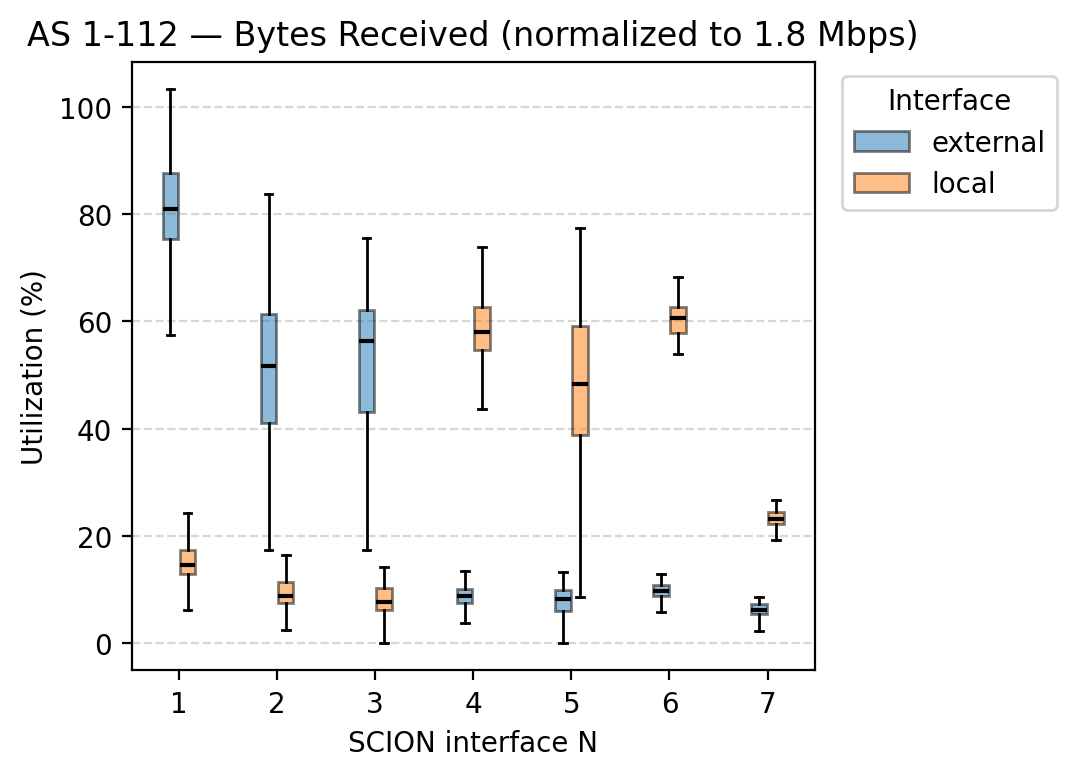 AS 1-112 — Bytes Received (normalized to 1.8 Mbps)
Interface
external
local
Utilization (%)
100
80
60
40
20
0
1 2 3 4 5 6 7
SCION interface N